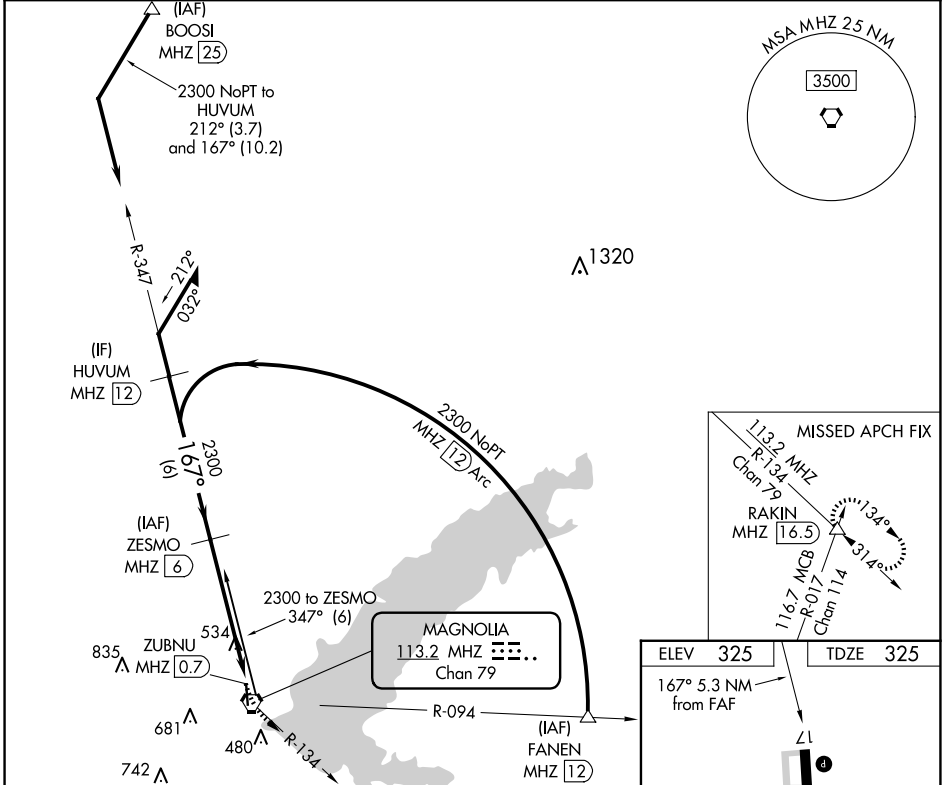 (IAF)
BOOSI
MHZ 25
2300 NoPT to
HUVUM
212° (3.7)
and 167° (10.2)
MSA MHZ 25 NM
3500
1320
R-347
212°
032°
(IF)
HUVUM
MHZ 12
2300 NoPT
MHZ 12 Arc
2300
167°
(6)
(IAF)
ZESMO
MHZ 6
2300 to ZESMO
347° (6)
MAGNOLIA
113.2 MHZ
Chan 79
534
835
ZUBNU
MHZ 0.7
681
480
742
R-134
R-094
(IAF)
FANEN
MHZ 12
MISSED APCH FIX
113.2 MHZ
R-134
Chan 79
RAKIN
MHZ 16.5
134°
314°
116.7 MCB
R-017
Chan 114
ELEV 325
TDZE 325
167° 5.3 NM
from FAF
17
P